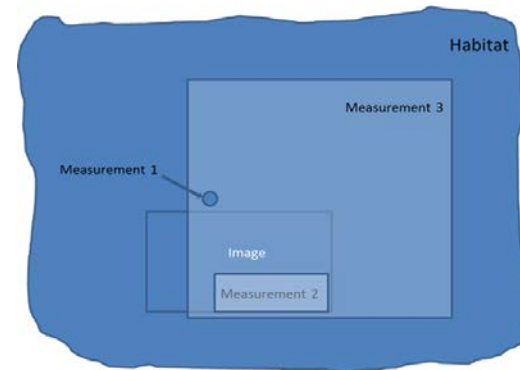 Habitat
Measurement 3
Measurement 1
Image
Measurement 2